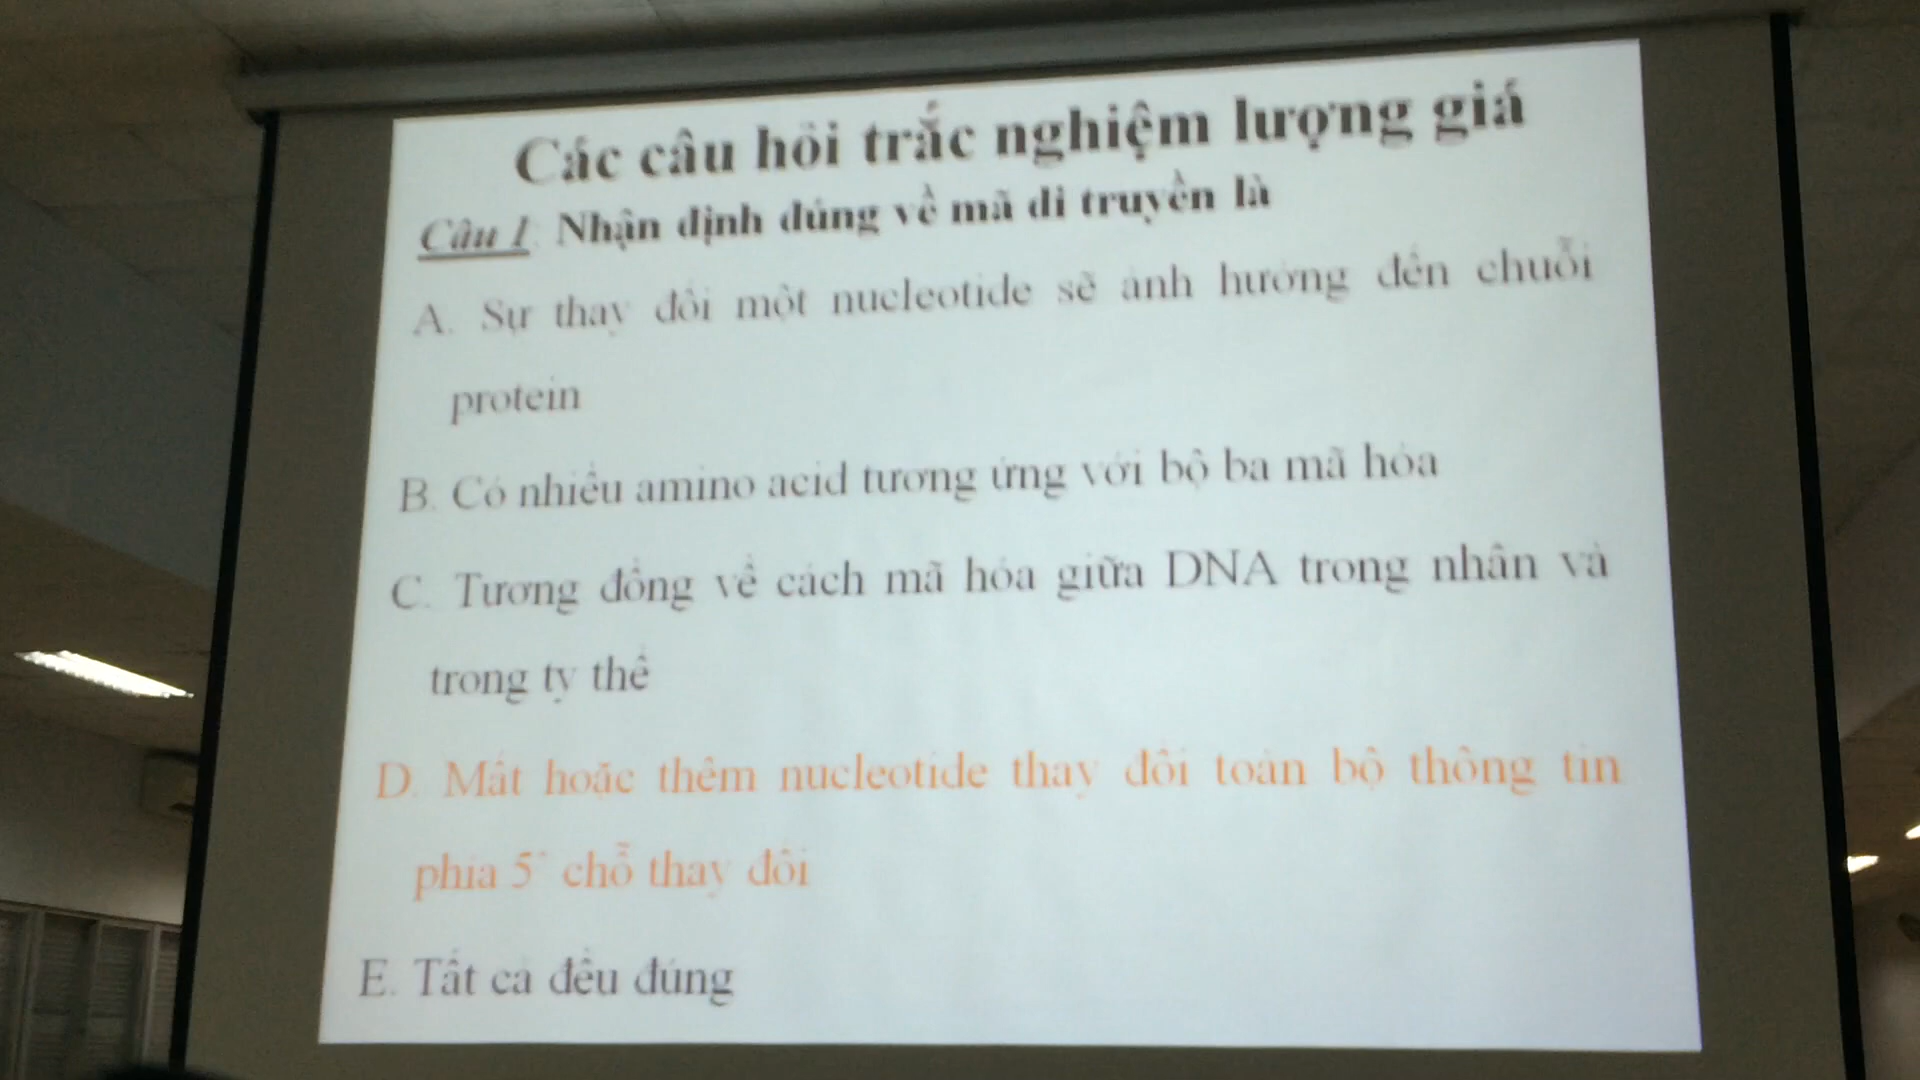 Các câu hỏi trắc nghiệm lượng giá
Câu 1. Nhận định đúng về mã di truyền là
A. Sự thay đổi một nucleotide sẽ ảnh hưởng đến chuỗi
protein
B. Có nhiều amino acid tương ứng với bộ ba mã hóa
C. Tương đồng về cách mã hóa giữa DNA trong nhân và
trong ty thể
D. Mất hoặc thêm nucleotide thay đổi toàn bộ thông tin
phía 5' chỗ thay đổi
E. Tất cả đều đúng